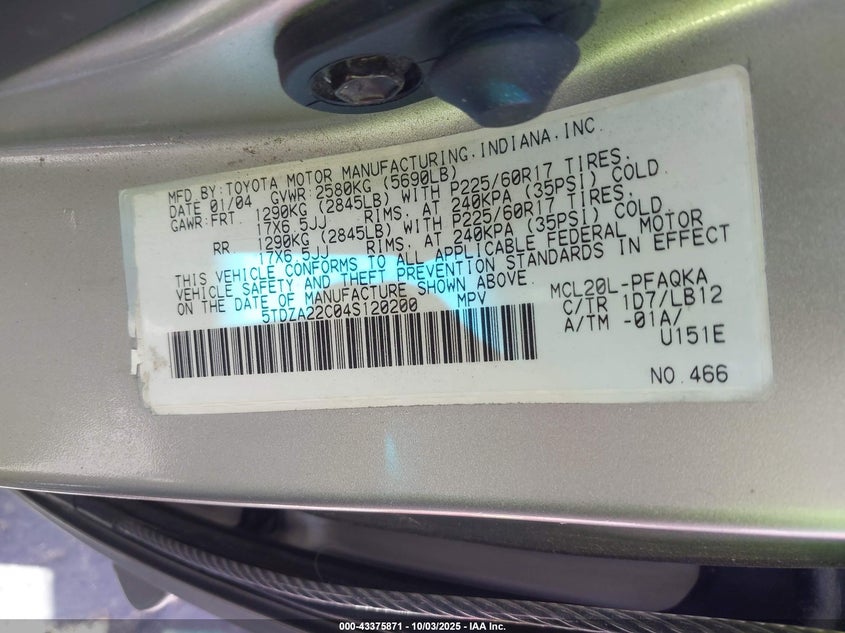 MFD.BY:TOYOTA MOTOR MANUFACTURING,INDIANA,INC.
DATE 01/04 GVWR:2580KG (5690LB)
GAWR:FRT 1290KG (2845LB) WITH P225/60R17 TIRES,
17X6.5JJ RIMS, AT 240KPA (35PSI) COLD
RR 1290KG (2845LB) WITH P225/60R17 TIRES,
17X6.5JJ RIMS, AT 240KPA (35PSI) COLD
THIS VEHICLE CONFORMS TO ALL APPLICABLE FEDERAL MOTOR
VEHICLE SAFETY AND THEFT PREVENTION STANDARDS IN EFFECT
ON THE DATE OF MANUFACTURE SHOWN ABOVE.
5TDZA22C04S120200 MPV
MCL20L-PFAQKA
C/TR 1D7/LB12
A/TM -01A/
U151E
NO.466
000-43375871 - 10/03/2025 - IAA Inc.